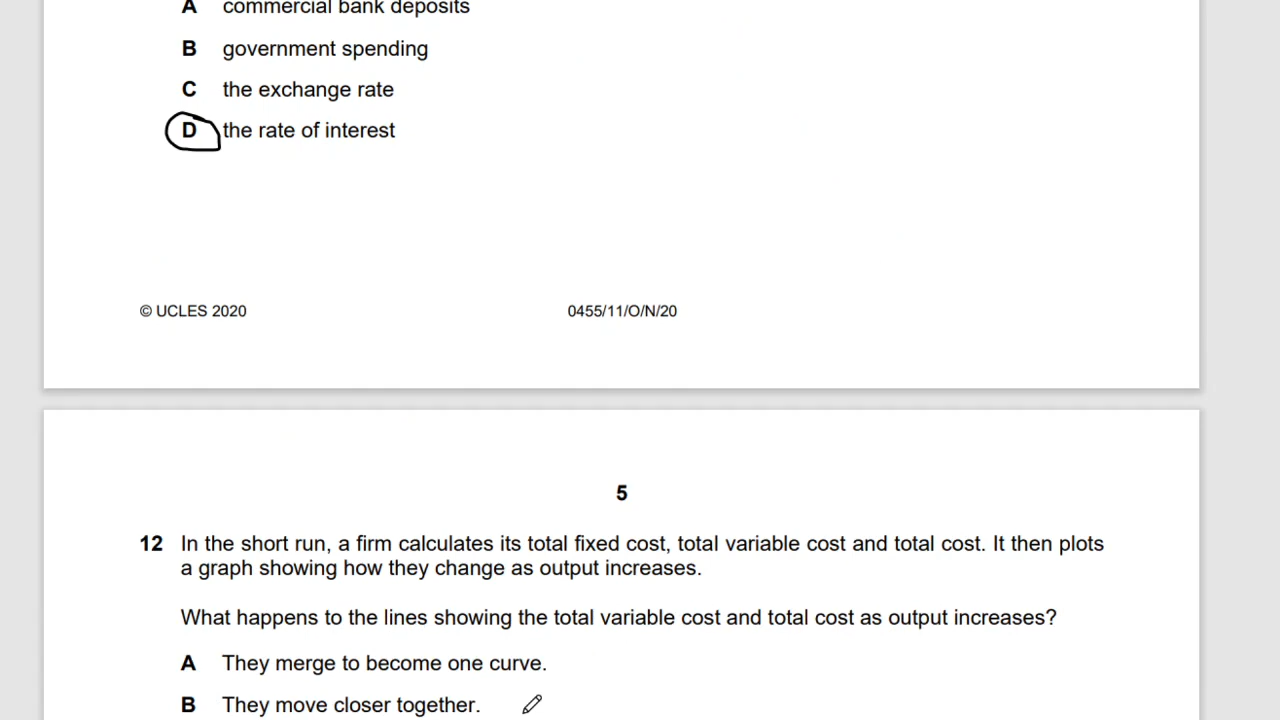 A commercial bank deposits
B government spending
C the exchange rate
D the rate of interest
© UCLES 2020 0455/11/O/N/20
5
12 In the short run, a firm calculates its total fixed cost, total variable cost and total cost. It then plots
a graph showing how they change as output increases.
What happens to the lines showing the total variable cost and total cost as output increases?
A They merge to become one curve.
B They move closer together.